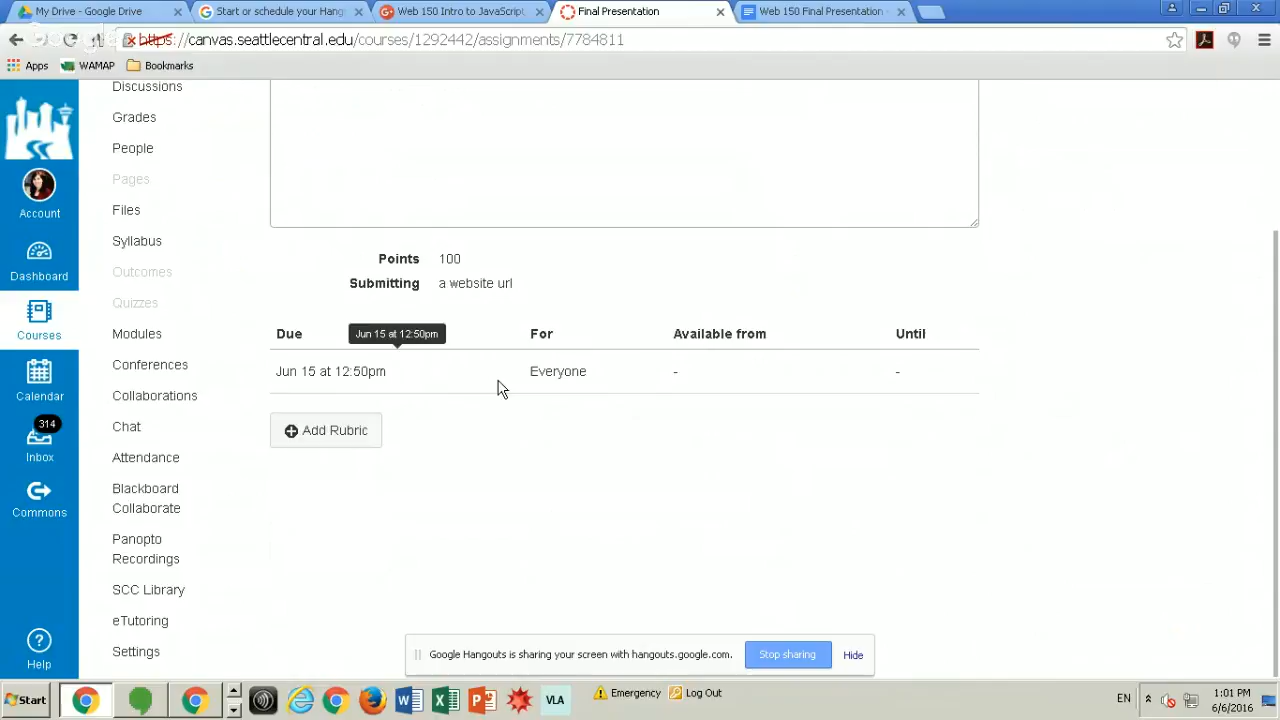 My Drive - Google Drive
Start or schedule your Hang
Web 150 Intro to JavaScript
Final Presentation
Web 150 Final Presentation
https://canvas.seattlecentral.edu/courses/1292442/assignments/7784811
Apps
WAMAP
Bookmarks
Account
Dashboard
Courses
Calendar
314
Inbox
Commons
Help
Discussions
Grades
People
Pages
Files
Syllabus
Outcomes
Quizzes
Modules
Conferences
Collaborations
Chat
Attendance
Blackboard
Collaborate
Panopto
Recordings
SCC Library
eTutoring
Settings
Points 100
Submitting a website url
Due Jun 15 at 12:50pm For Available from Until
Jun 15 at 12:50pm Everyone - -
Add Rubric
Google Hangouts is sharing your screen with hangouts.google.com. Stop sharing Hide
Start
VLA
Emergency
Log Out
EN
1:01 PM
6/6/2016